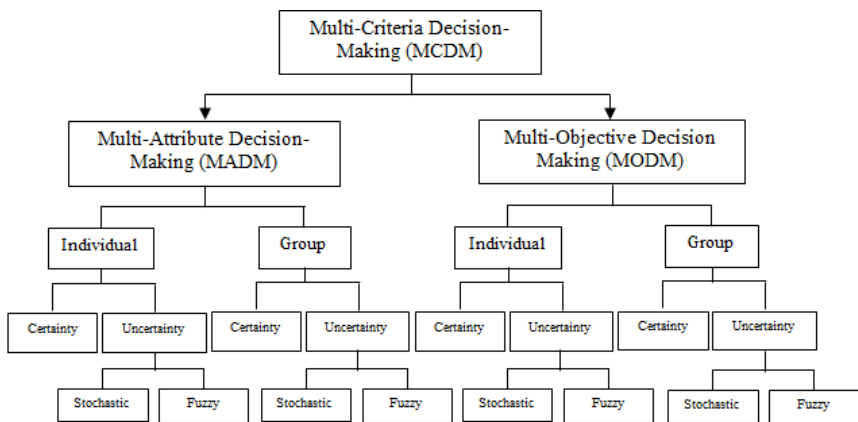 Multi-Criteria Decision-
Making (MCDM)
Multi-Attribute Decision-
Making (MADM)
Multi-Objective Decision
Making (MODM)
Individual
Group
Individual
Group
Certainty
Uncertainty
Certainty
Uncertainty
Certainty
Uncertainty
Certainty
Uncertainty
Stochastic
Fuzzy
Stochastic
Fuzzy
Stochastic
Fuzzy
Stochastic
Fuzzy